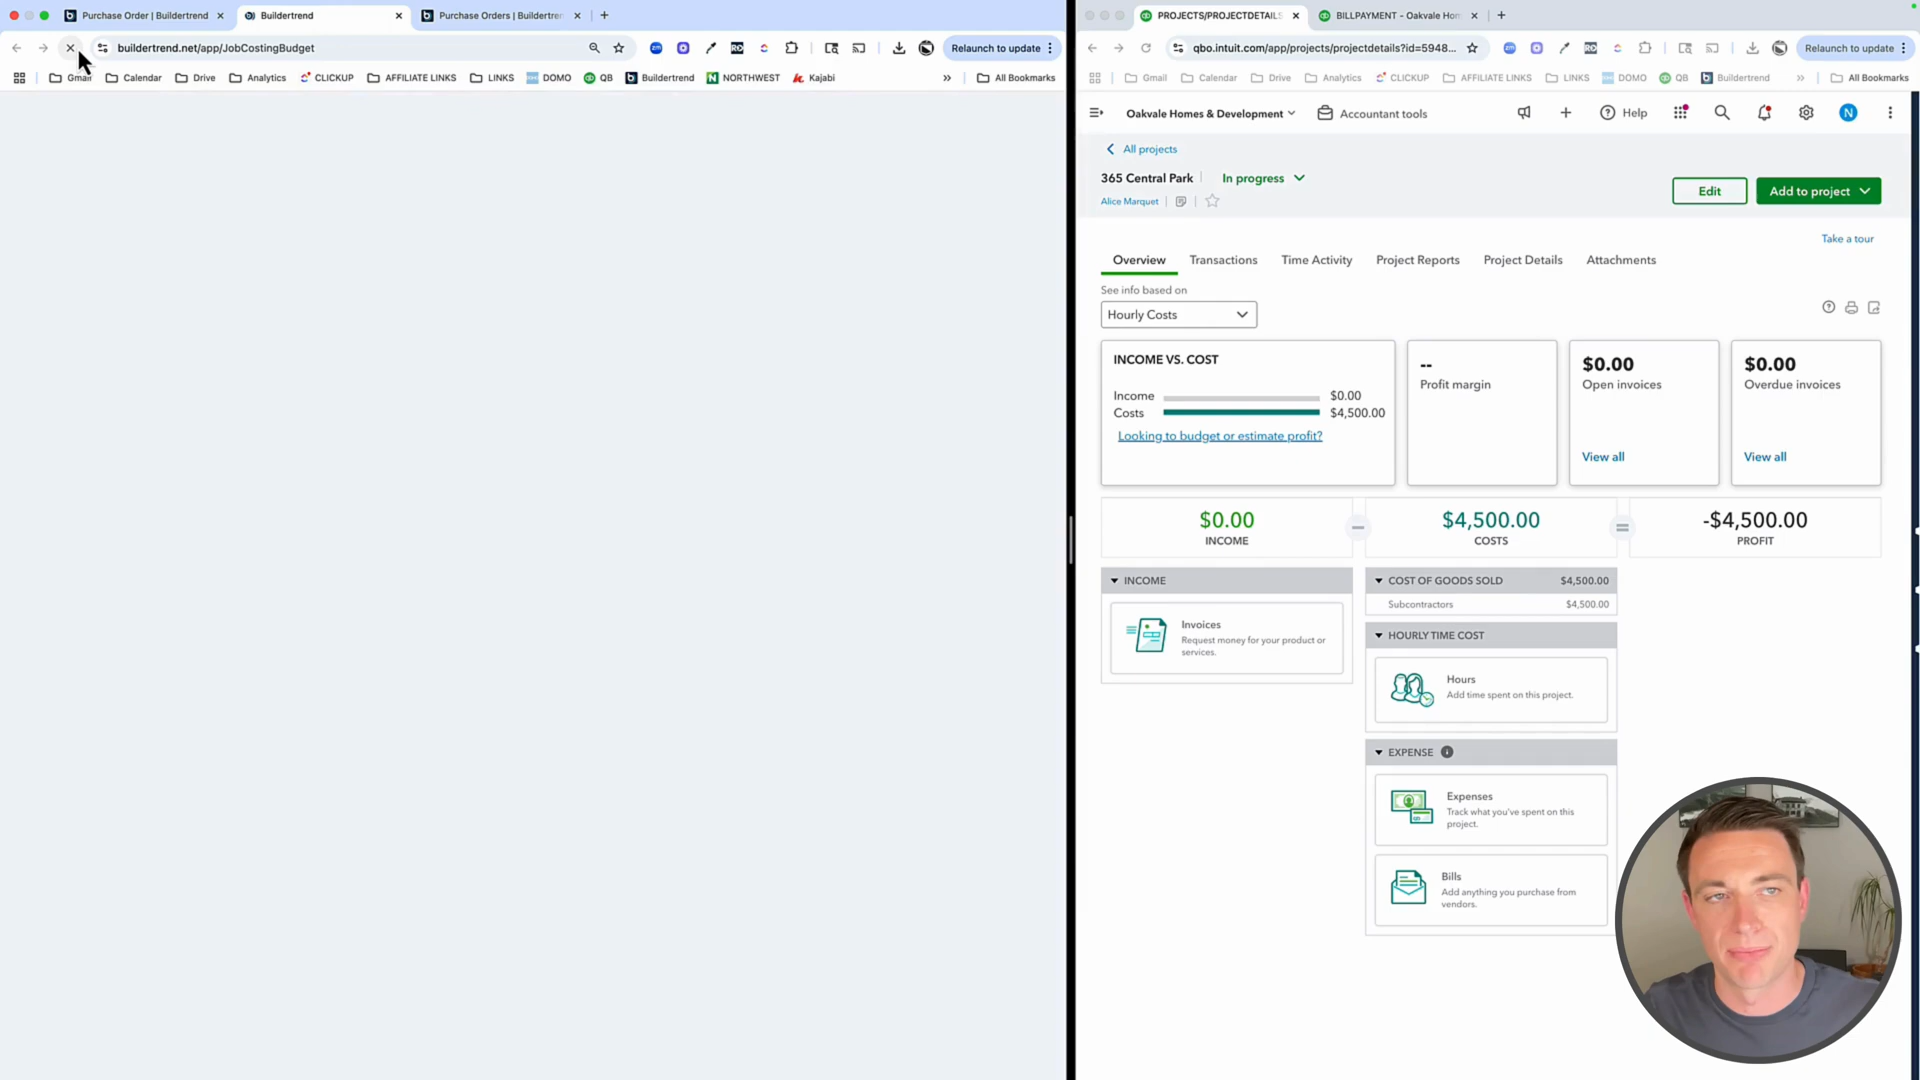 Purchase Order | Buildertrend
Buildertrend
Purchase Orders | Buildertren
buildertrend.net/app/JobCostingBudget
Relaunch to update
Gmail
Calendar
Drive
Analytics
CLICKUP
AFFILIATE LINKS
LINKS
DOMO
QB
Buildertrend
NORTHWEST
Kajabi
All Bookmarks
PROJECTS/PROJECTDETAILS
BILLPAYMENT - Oakvale Hom
qbo.intuit.com/app/projects/projectdetails?id=5948...
Relaunch to update
Gmail
Calendar
Drive
Analytics
CLICKUP
AFFILIATE LINKS
LINKS
DOMO
QB
Buildertrend
All Bookmarks
Oakvale Homes & Development
Accountant tools
Help
N
All projects
365 Central Park
In progress
Alice Marquet
Edit
Add to project
Take a tour
Overview
Transactions
Time Activity
Project Reports
Project Details
Attachments
See info based on
Hourly Costs
INCOME VS. COST
Income $0.00
Costs $4,500.00
Looking to budget or estimate profit?
--
Profit margin
$0.00
Open invoices
View all
$0.00
Overdue invoices
View all
$0.00
INCOME
$4,500.00
COSTS
-$4,500.00
PROFIT
INCOME
Invoices
Request money for your product or
services.
COST OF GOODS SOLD $4,500.00
Subcontractors $4,500.00
HOURLY TIME COST
Hours
Add time spent on this project.
EXPENSE
Expenses
Track what you've spent on this
project.
Bills
Add anything you purchase from
vendors.